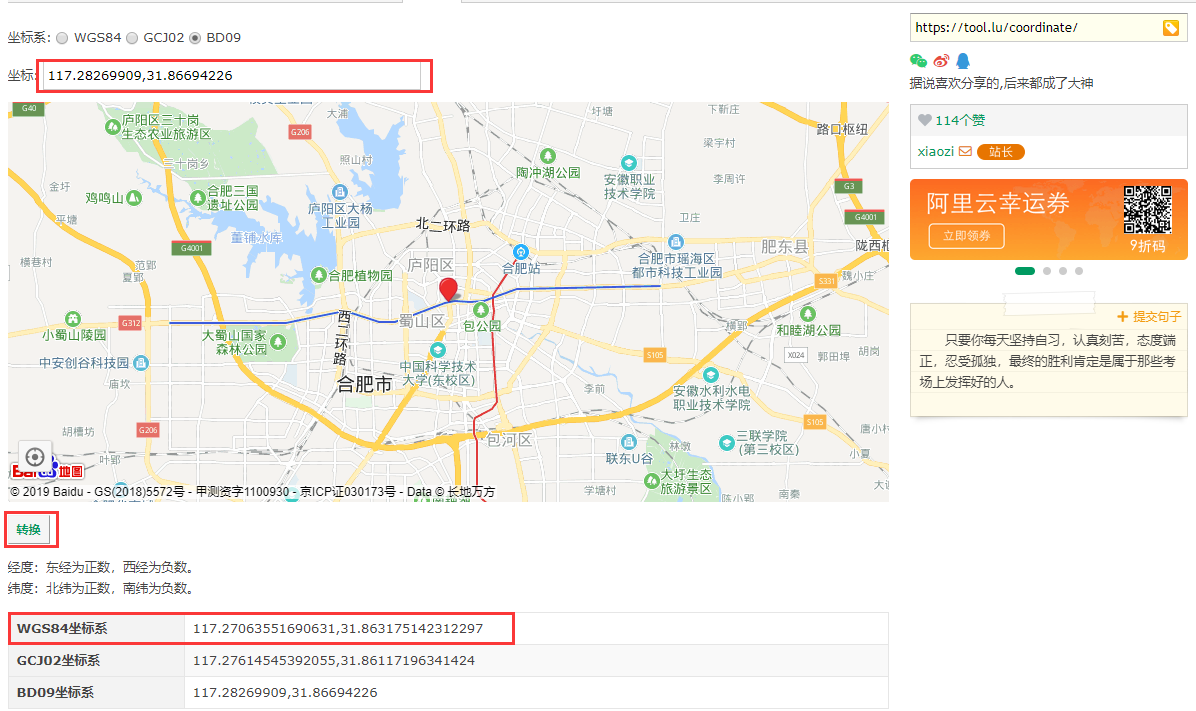 坐标系: WGS84 GCJ02 BD09
坐标: 117.28269909,31.86694226
G40
庐阳区三十岗
生态农业旅游区
大浦
G206
圩塘
下靳庄
路口枢纽
梁宇村
照山村
三十岗乡
陶冲湖公园
安徽职业
技术学院
李周许
G3
金圩
鸡鸣山
合肥三国
遗址公园
庐阳区大杨
工业园
平塘
北二环路
卫庄
G4001
董铺水库
G4001
肥东县
陇西枢
横巷村
范郢
夏郢
合肥植物园
庐阳区
合肥站
合肥市瑶海区
都市科技工业园
魏小庄
S331
小蜀山陵园
G312
大蜀山国家
森林公园
西二环路
蜀山区
包公园
横郢
和睦湖公园
中安创谷科技园
中国科学技术
大学(东校区)
S105
X024
郭田埠
胡岗
庙坎
合肥市
李前
安徽水利水电
职业技术学院
胡槽坊
G206
包河区
S105
三联学院
(第三校区)
唐小村
叶郢
联东U谷
林墩
小夏
大圩生态
旅游景区
学塘村
陈小郢
南秦
Baidu地图
© 2019 Baidu - GS(2018)5572号 - 甲测资字1100930 - 京ICP证030173号 - Data © 长地万方
转换
经度：东经为正数，西经为负数。
纬度：北纬为正数，南纬为负数。
WGS84坐标系 117.27063551690631,31.863175142312297
GCJ02坐标系 117.27614545392055,31.86117196341424
BD09坐标系 117.28269909,31.86694226
https://tool.lu/coordinate/
据说喜欢分享的,后来都成了大神
114个赞
xiaozi 站长
阿里云幸运券
立即领券
9折码
+ 提交句子
只要你每天坚持自习，认真刻苦，态度端
正，忍受孤独，最终的胜利肯定是属于那些考
场上发挥好的人。